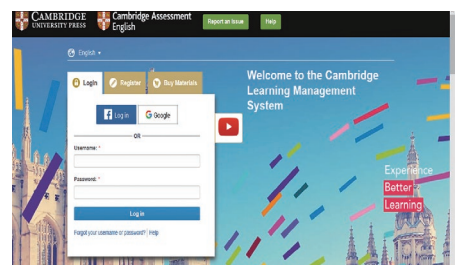 CAMBRIDGE
UNIVERSITY PRESS
Cambridge Assessment
English
Report an Issue
Help
English
Login
Register
Buy Materials
Log in
Google
OR
Username: *
Password: *
Log in
Forgot your username or password?
Help
Welcome to the Cambridge
Learning Management
System
Experience
Better
Learning